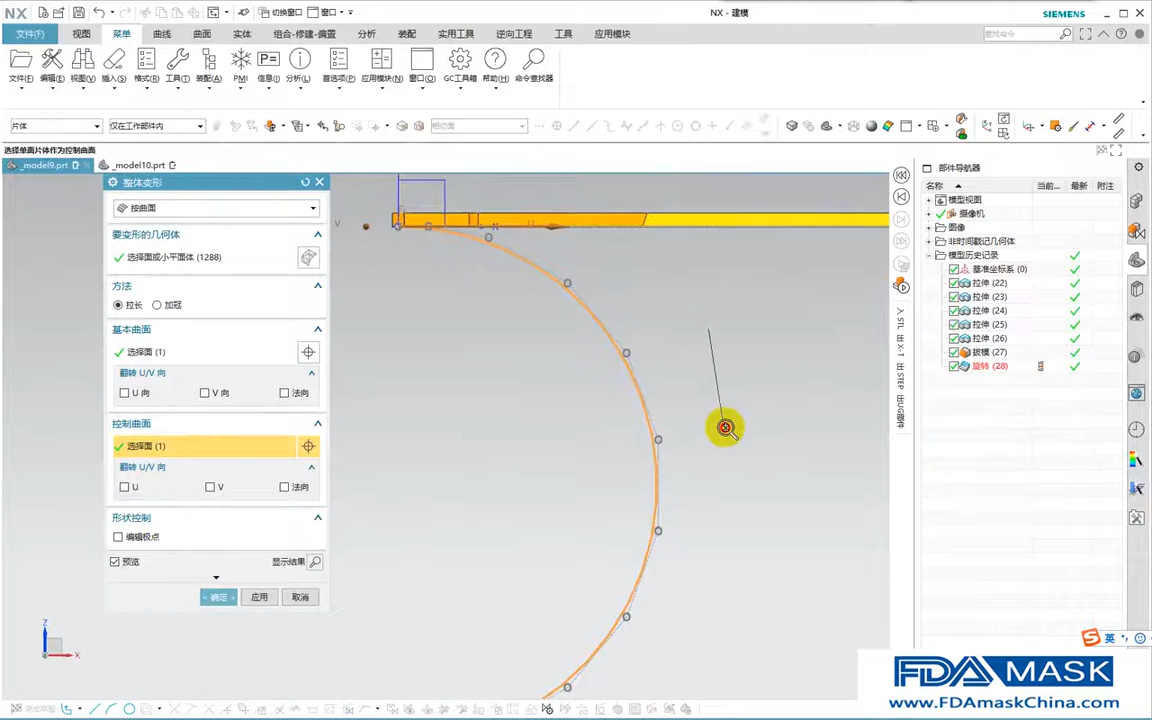 NX
切换窗口
窗口
NX - 建模
SIEMENS
文件(F)
视图
菜单
曲线
曲面
实体
组合-修建-偏置
分析
装配
实用工具
逆向工程
工具
应用模块
查找命令
文件(F)
编辑(E)
视图(V)
插入(S)
格式(R)
工具(T)
装配(A)
PMI
信息(I)
分析(L)
首选项(P)
应用模块(N)
窗口(O)
GC工具箱
帮助(H)
命令查找器
片体
仅在工作部件内
相切面
选择单面片体作为控制曲面
_model9.prt
_model10.prt
整体变形
按曲面
要变形的几何体
选择面或小平面体 (1288)
方法
拉长
加冠
基本曲面
选择面 (1)
翻转 U/V 向
U 向
V 向
法向
控制曲面
选择面 (1)
翻转 U/V 向
U
V
法向
形状控制
编辑极点
预览
显示结果
< 确定 >
应用
取消
部件导航器
名称
当前...
最新
附注
模型视图
摄像机
图像
非时间戳记几何体
模型历史记录
基准坐标系 (0)
拉伸 (22)
拉伸 (23)
拉伸 (24)
拉伸 (25)
拉伸 (26)
拔模 (27)
旋转 (28)
Z
X
英
FDA MASK
www.FDAmaskChina.com